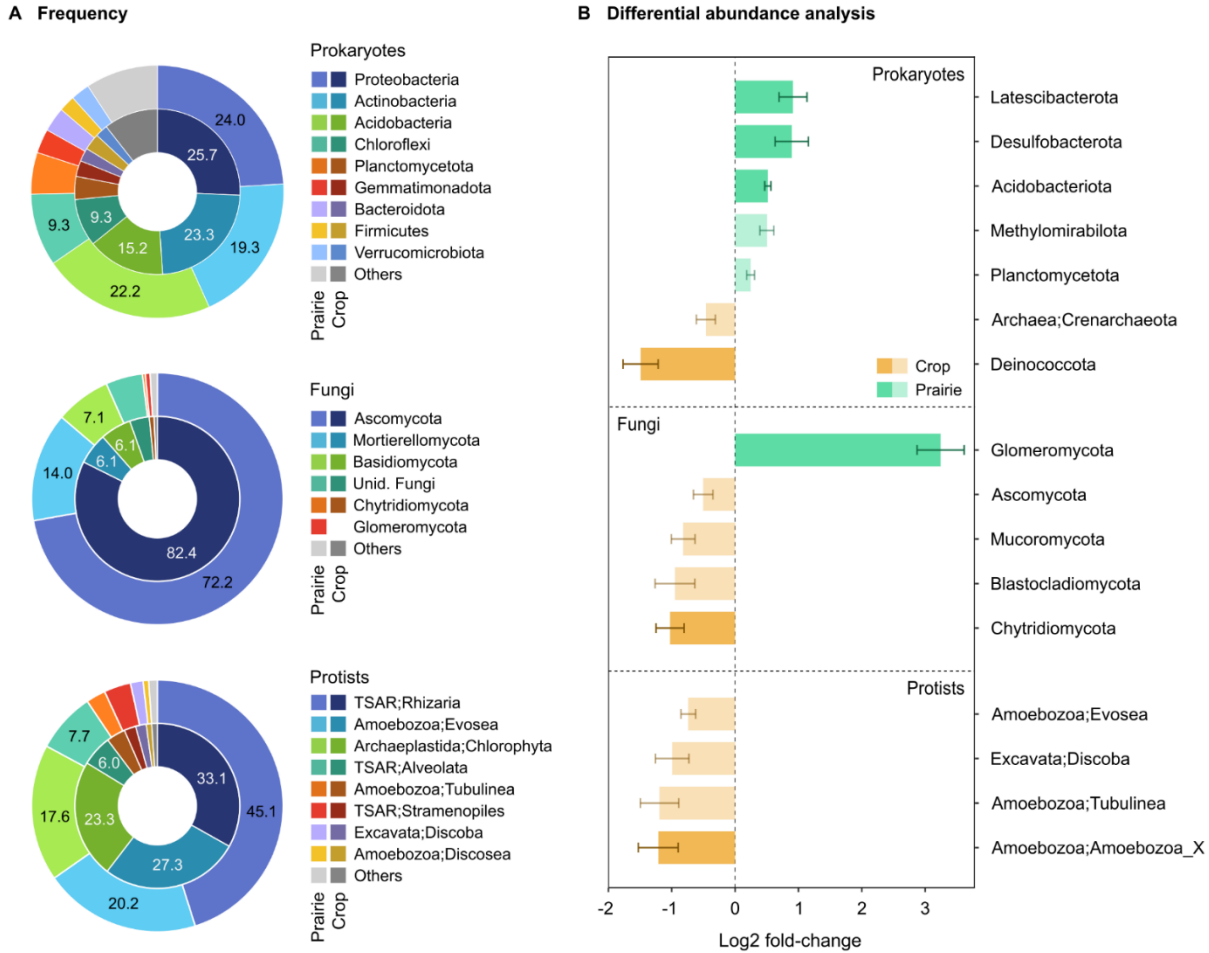 A Frequency
Prokaryotes
Proteobacteria
Actinobacteria
Acidobacteria
Chloroflexi
Planctomycetota
Gemmatimonadota
Bacteroidota
Firmicutes
Verrucomicrobiota
Others
Prairie
Crop
24.0
25.7
23.3
19.3
9.3
9.3
15.2
22.2
Fungi
Ascomycota
Mortierellomycota
Basidiomycota
Unid. Fungi
Chytridiomycota
Glomeromycota
Others
Prairie
Crop
7.1
6.1
14.0
6.1
82.4
72.2
Protists
TSAR;Rhizaria
Amoebozoa;Evosea
Archaeplastida;Chlorophyta
TSAR;Alveolata
Amoebozoa;Tubulinea
TSAR;Stramenopiles
Excavata;Discoba
Amoebozoa;Discosea
Others
Prairie
Crop
7.7
6.0
33.1
45.1
17.6
23.3
27.3
20.2
B Differential abundance analysis
Prokaryotes
Latescibacterota
Desulfobacterota
Acidobacteriota
Methylomirabilota
Planctomycetota
Archaea;Crenarchaeota
Deinococcota
Crop
Prairie
Fungi
Glomeromycota
Ascomycota
Mucoromycota
Blastocladiomycota
Chytridiomycota
Protists
Amoebozoa;Evosea
Excavata;Discoba
Amoebozoa;Tubulinea
Amoebozoa;Amoebozoa_X
-2 -1 0 1 2 3
Log2 fold-change